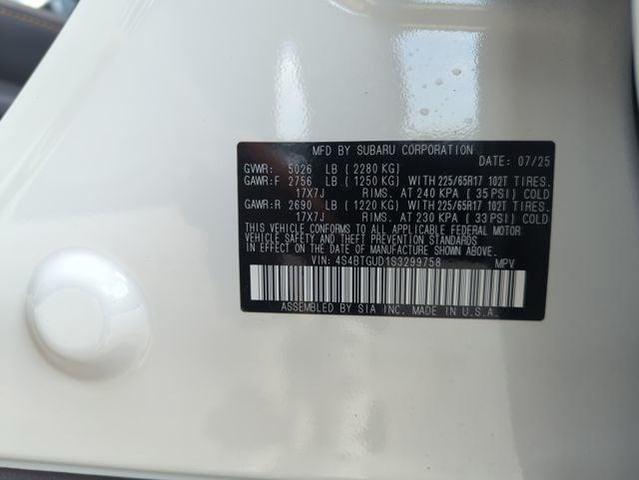 MFD BY SUBARU CORPORATION
DATE: 07/25
GVWR: 5026 LB ( 2280 KG)
GAWR:F 2756 LB ( 1250 KG) WITH 225/65R17 102T TIRES.
17X7J RIMS. AT 240 KPA ( 35 PSI) COLD
GAWR:R 2690 LB ( 1220 KG) WITH 225/65R17 102T TIRES.
17X7J RIMS. AT 230 KPA ( 33 PSI) COLD
THIS VEHICLE CONFORMS TO ALL APPLICABLE FEDERAL MOTOR
VEHICLE SAFETY AND THEFT PREVENTION STANDARDS
IN EFFECT ON THE DATE OF MANUFACTURE SHOWN ABOVE.
VIN: 4S4BTGUD1S3299758 MPV
ASSEMBLED BY SIA INC. MADE IN U.S.A.